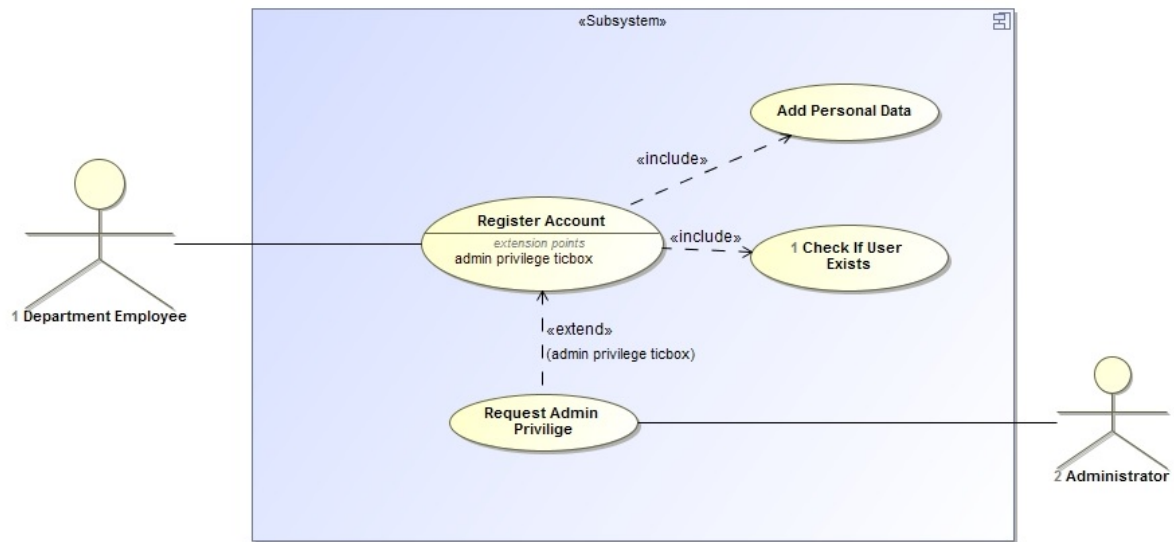 «Subsystem»
Add Personal Data
«include»
Register Account
extension points
admin privilege ticbox
«include»
1 Check If User
Exists
1 Department Employee
«extend»
(admin privilege ticbox)
Request Admin
Privilige
2 Administrator